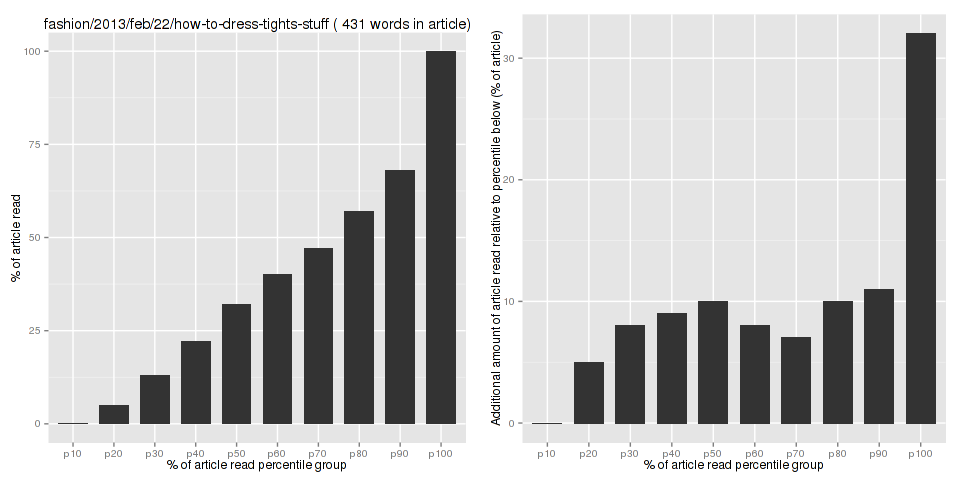 fashion/2013/feb/22/how-to-dress-tights-stuff ( 431 words in article)
% of article read
100
75
50
25
0
p10 p20 p30 p40 p50 p60 p70 p80 p90 p100
% of article read percentile group
Additional amount of article read relative to percentile below (% of article)
30
20
10
0
p10 p20 p30 p40 p50 p60 p70 p80 p90 p100
% of article read percentile group